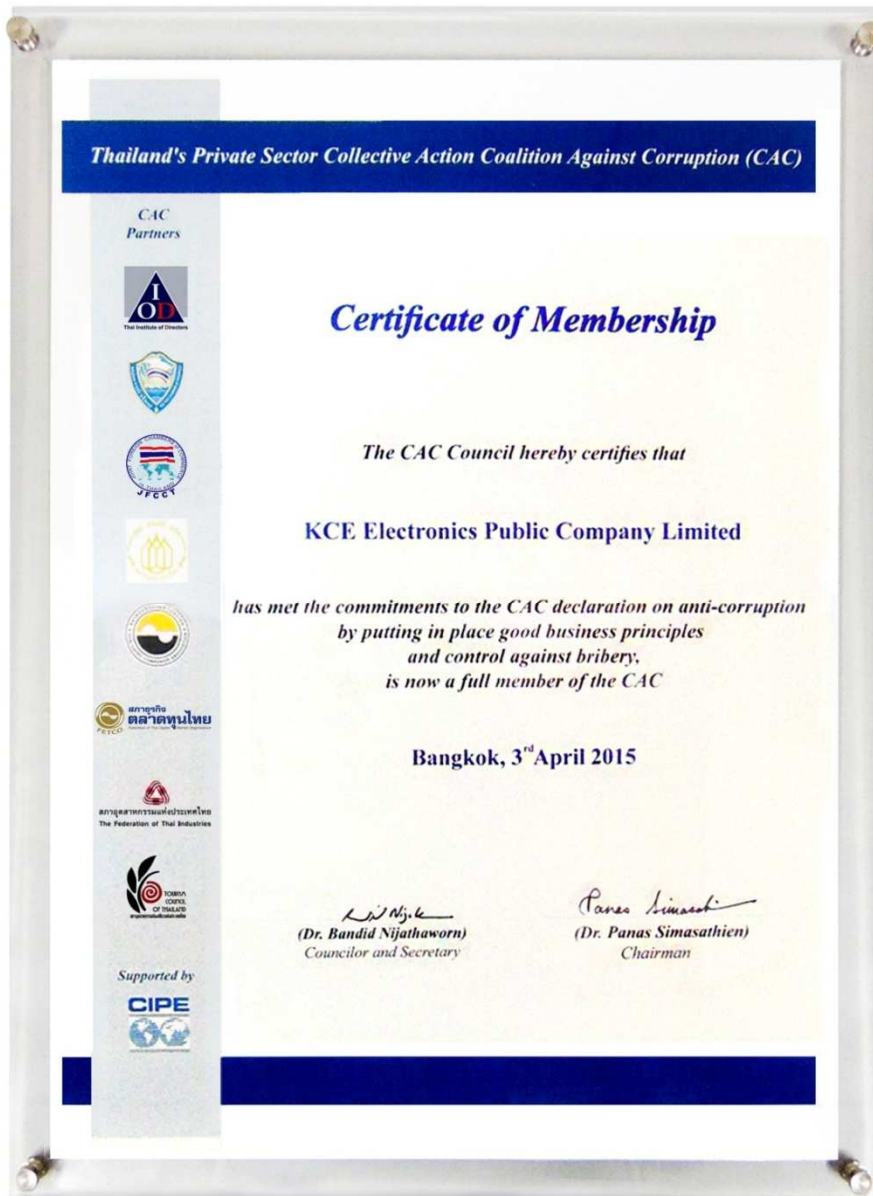 Thailand's Private Sector Collective Action Coalition Against Corruption (CAC)
CAC
Partners
IOD
Thai Institute of Directors
JFCCT
สภาธุรกิจ
ตลาดทุนไทย
FETCO
สภาอุตสาหกรรมแห่งประเทศไทย
The Federation of Thai Industries
TOURISM
COUNCIL
OF THAILAND
Supported by
CIPE
Certificate of Membership
The CAC Council hereby certifies that
KCE Electronics Public Company Limited
has met the commitments to the CAC declaration on anti-corruption
by putting in place good business principles
and control against bribery,
is now a full member of the CAC
Bangkok, 3rd April 2015
(Dr. Bandid Nijathaworn)
Councilor and Secretary
Panas Simasathi
(Dr. Panas Simasathien)
Chairman